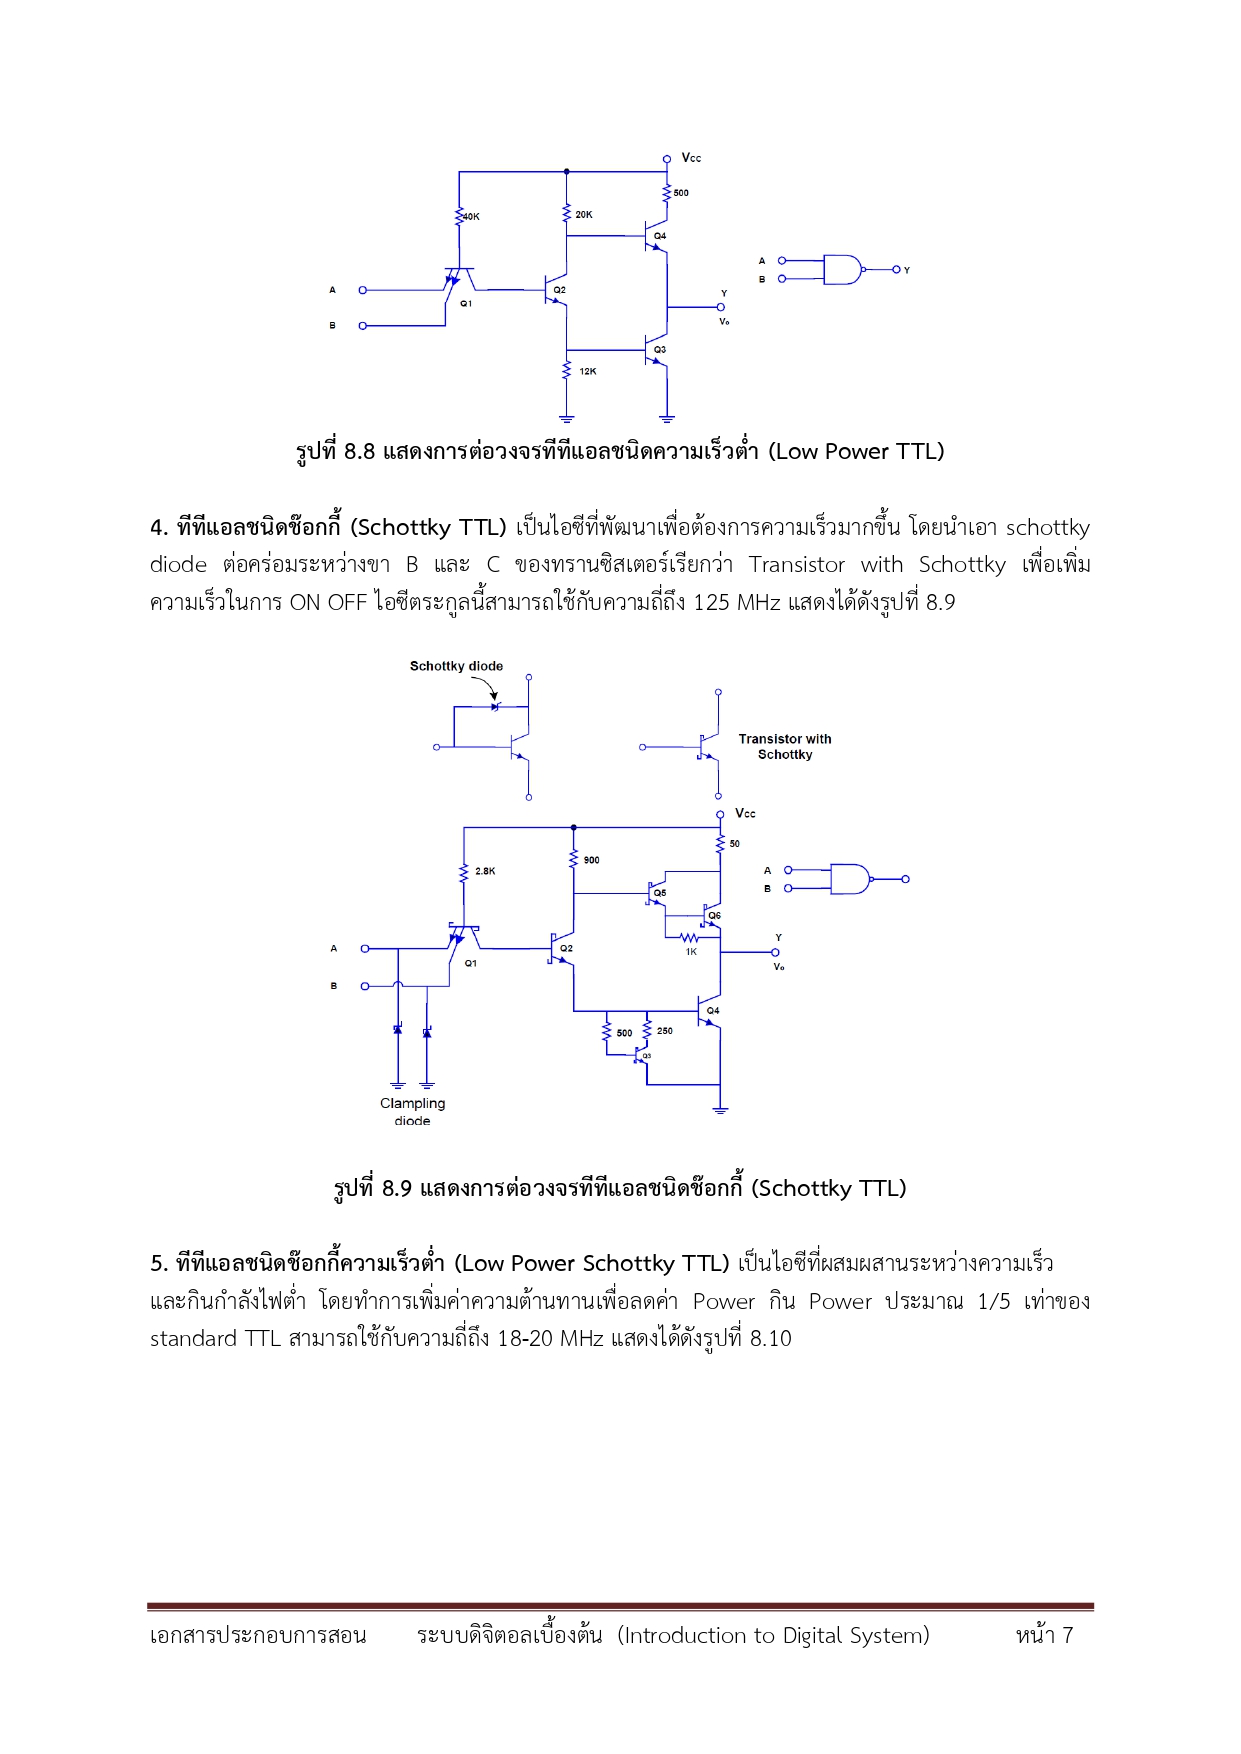 Vcc
500
40K
20K
Q4
A
B
Y
A
Q2
Q1
Y
B
Vo
Q3
12K
รูปที่ 8.8 แสดงการต่อวงจรทีทีแอลชนิดความเร็วต่ำ (Low Power TTL)
4. ทีทีแอลชนิดช๊อกกี้ (Schottky TTL) เป็นไอซีที่พัฒนาเพื่อต้องการความเร็วมากขึ้น โดยนำเอา schottky
diode ต่อคร่อมระหว่างขา B และ C ของทรานซิสเตอร์เรียกว่า Transistor with Schottky เพื่อเพิ่ม
ความเร็วในการ ON OFF ไอซีตระกูลนี้สามารถใช้กับความถี่ถึง 125 MHz แสดงได้ดังรูปที่ 8.9
Schottky diode
Transistor with
Schottky
Vcc
50
900
2.8K
A
B
Q5
Q6
Y
A
Q2
1K
Q1
Vo
B
Q4
500
250
Q3
Clampling
diode
รูปที่ 8.9 แสดงการต่อวงจรทีทีแอลชนิดช๊อกกี้ (Schottky TTL)
5. ทีทีแอลชนิดช๊อกกี้ความเร็วต่ำ (Low Power Schottky TTL) เป็นไอซีที่ผสมผสานระหว่างความเร็ว
และกินกำลังไฟต่ำ โดยทำการเพิ่มค่าความต้านทานเพื่อลดค่า Power กิน Power ประมาณ 1/5 เท่าของ
standard TTL สามารถใช้กับความถี่ถึง 18-20 MHz แสดงได้ดังรูปที่ 8.10
เอกสารประกอบการสอน ระบบดิจิตอลเบื้องต้น (Introduction to Digital System) หน้า 7